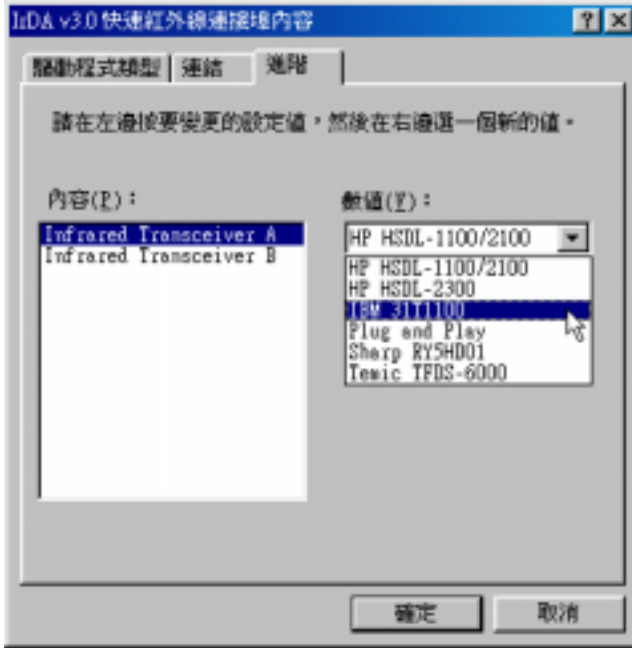 IrDA v3.0 快速紅外線連接埠內容
驅動程式類型 連結 進階
請在左邊按要變更的設定值，然後在右邊選一個新的值。
內容(P)：
數值(V)：
Infrared Transceiver A
Infrared Transceiver B
HP HSDL-1100/2100
HP HSDL-1100/2100
HP HSDL-2300
IBM 31T1100
Plug and Play
Sharp RY5HD01
Temic TFDS-6000
確定 取消